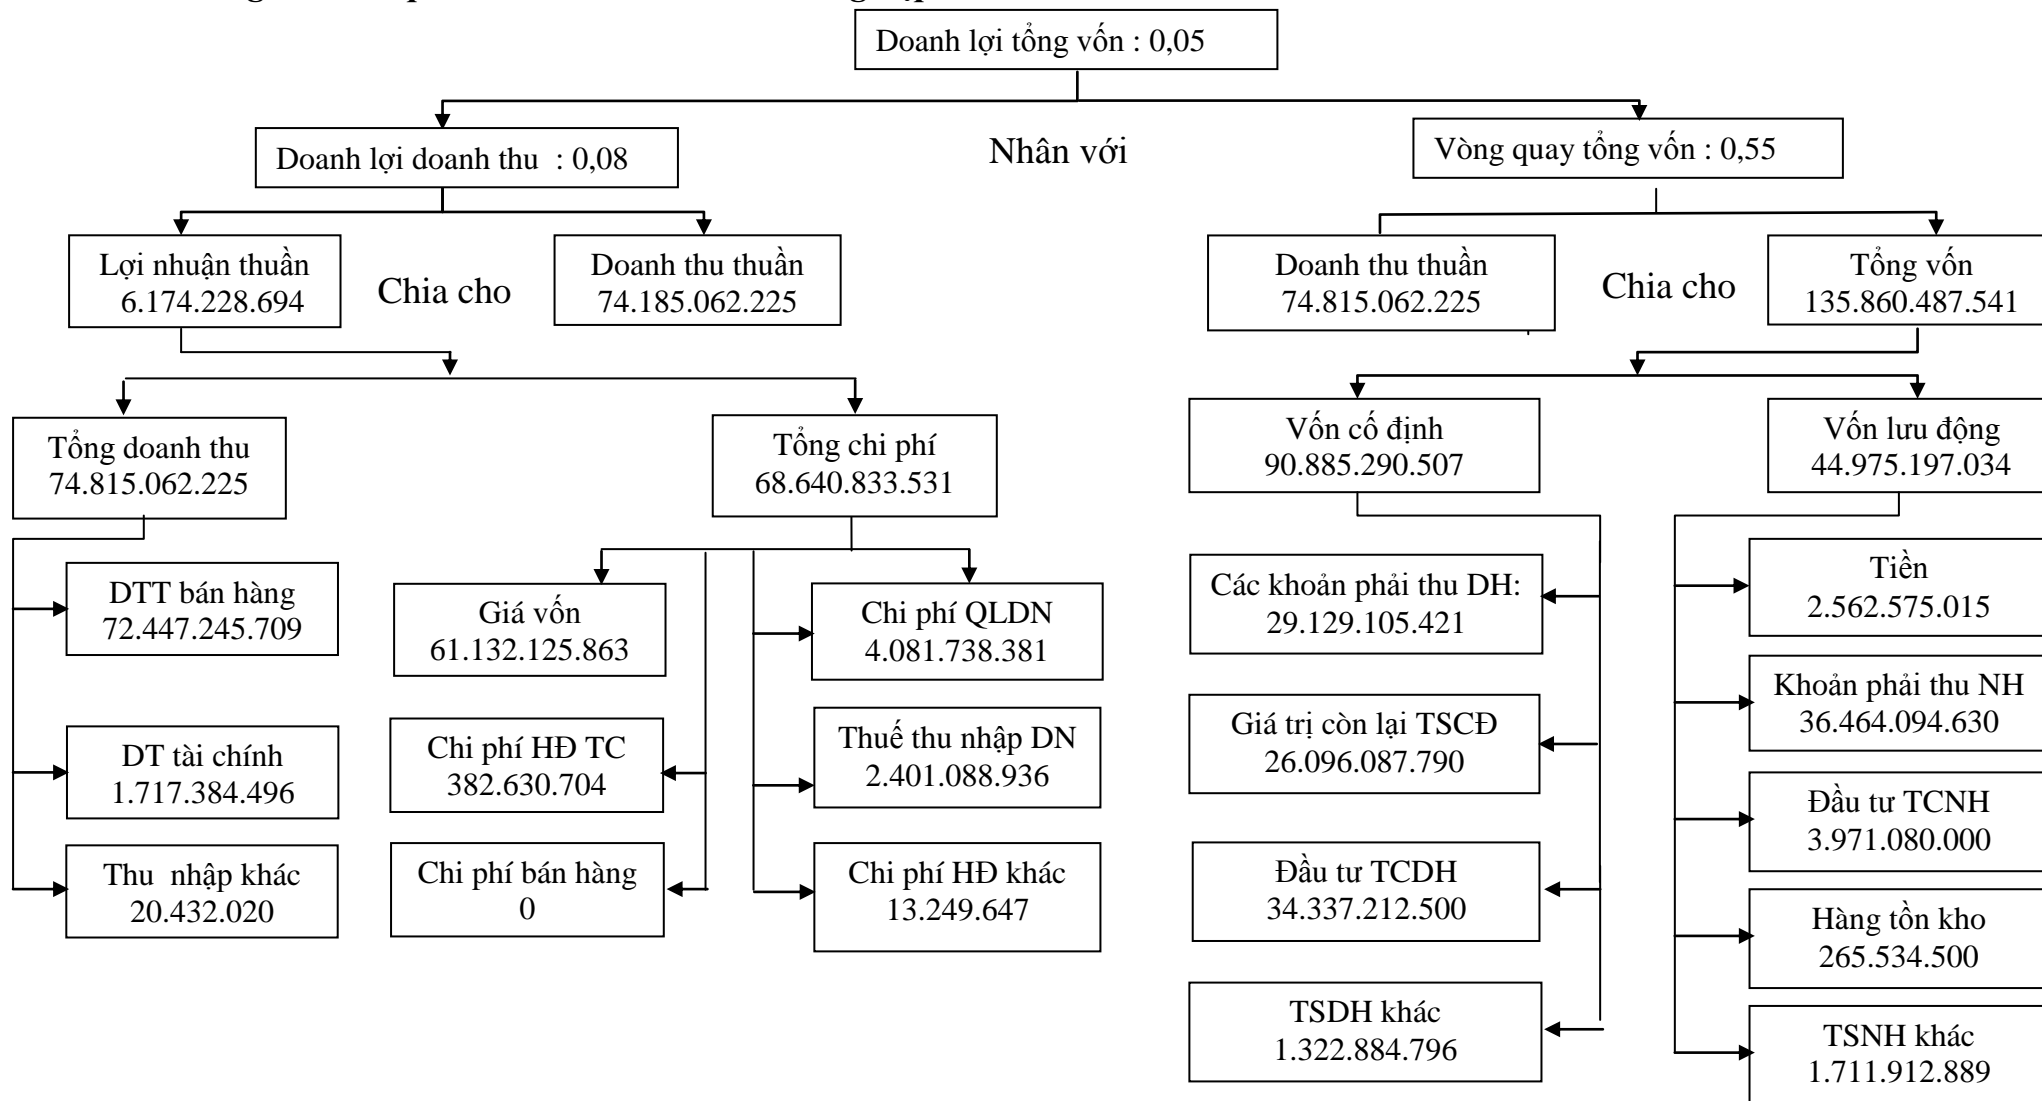 Doanh lợi tổng vốn : 0,05
Doanh lợi doanh thu : 0,08
Nhân với
Vòng quay tổng vốn : 0,55
Lợi nhuận thuần
6.174.228.694
Chia cho
Doanh thu thuần
74.185.062.225
Doanh thu thuần
74.815.062.225
Chia cho
Tổng vốn
135.860.487.541
Tổng doanh thu
74.815.062.225
Tổng chi phí
68.640.833.531
Vốn cố định
90.885.290.507
Vốn lưu động
44.975.197.034
DTT bán hàng
72.447.245.709
DT tài chính
1.717.384.496
Thu nhập khác
20.432.020
Giá vốn
61.132.125.863
Chi phí HĐ TC
382.630.704
Chi phí bán hàng
0
Chi phí QLDN
4.081.738.381
Thuế thu nhập DN
2.401.088.936
Chi phí HĐ khác
13.249.647
Các khoản phải thu DH:
29.129.105.421
Giá trị còn lại TSCĐ
26.096.087.790
Đầu tư TCDH
34.337.212.500
TSDH khác
1.322.884.796
Tiền
2.562.575.015
Khoản phải thu NH
36.464.094.630
Đầu tư TCNH
3.971.080.000
Hàng tồn kho
265.534.500
TSNH khác
1.711.912.889